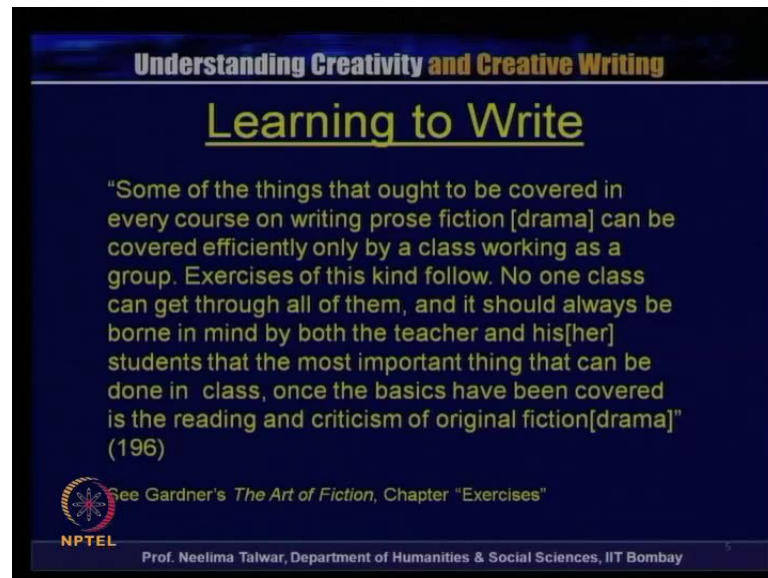 Understanding Creativity and Creative Writing
Learning to Write
“Some of the things that ought to be covered in
every course on writing prose fiction [drama] can be
covered efficiently only by a class working as a
group. Exercises of this kind follow. No one class
can get through all of them, and it should always be
borne in mind by both the teacher and his[her]
students that the most important thing that can be
done in class, once the basics have been covered
is the reading and criticism of original fiction[drama]”
(196)
See Gardner's The Art of Fiction, Chapter “Exercises”
NPTEL
Prof. Neelima Talwar, Department of Humanities & Social Sciences, IIT Bombay
5